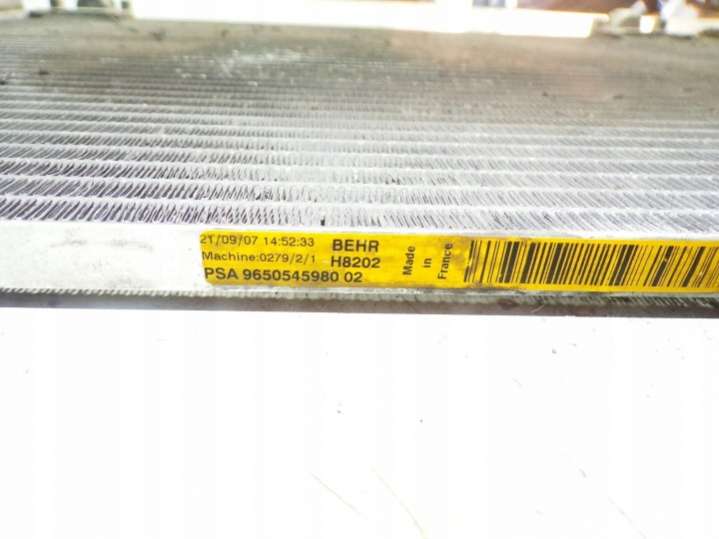 21/09/07 14:52:33 BEHR
Machine:0279/2/1 H8202
PSA 9650545980 02
Made
in
France